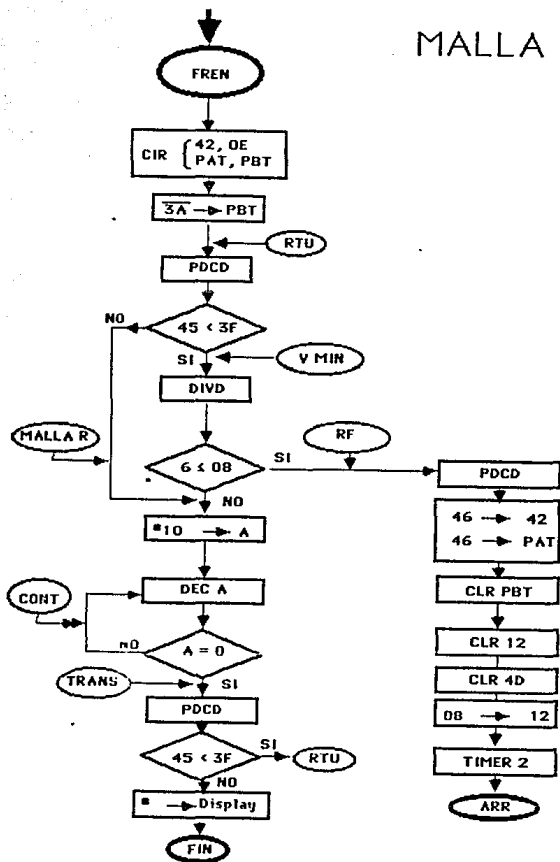 MALLA
FREN
CIR { 42, 0E
PAT, PBT
3A → PBT
RTU
PDCD
NO
45 < 3F
SI
V MIN
DIVD
MALLA R
RF
6 ≤ 08
SI
NO
PDCD
46 → 42
46 → PAT
#10 → A
CONT
DEC A
CLR PBT
NO
A = 0
CLR 12
TRANS
SI
CLR 4D
PDCD
08 → 12
45 < 3F
SI
RTU
TIMER 2
NO
# → Display
ARR
FIN